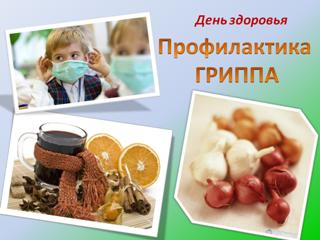 День здоровья
Профилактика
ГРИППА